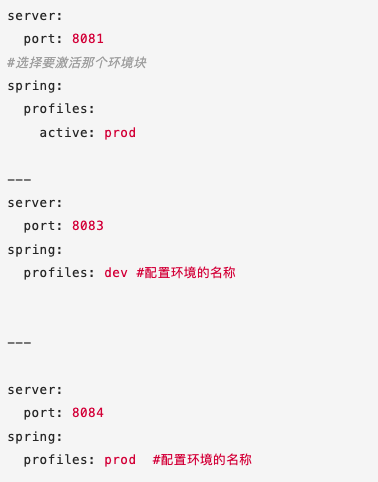 server:
  port: 8081
#选择要激活那个环境块
spring:
  profiles:
    active: prod

---
server:
  port: 8083
spring:
  profiles: dev #配置环境的名称


---

server:
  port: 8084
spring:
  profiles: prod  #配置环境的名称